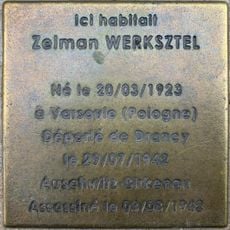 Ici habitait
Zelman WERKSZTEL
Né le 20/03/1923
à Varsovie (Pologne)
Déporté de Drancy
le 29/07/1942
Auschwitz Birkenau
Assassiné le